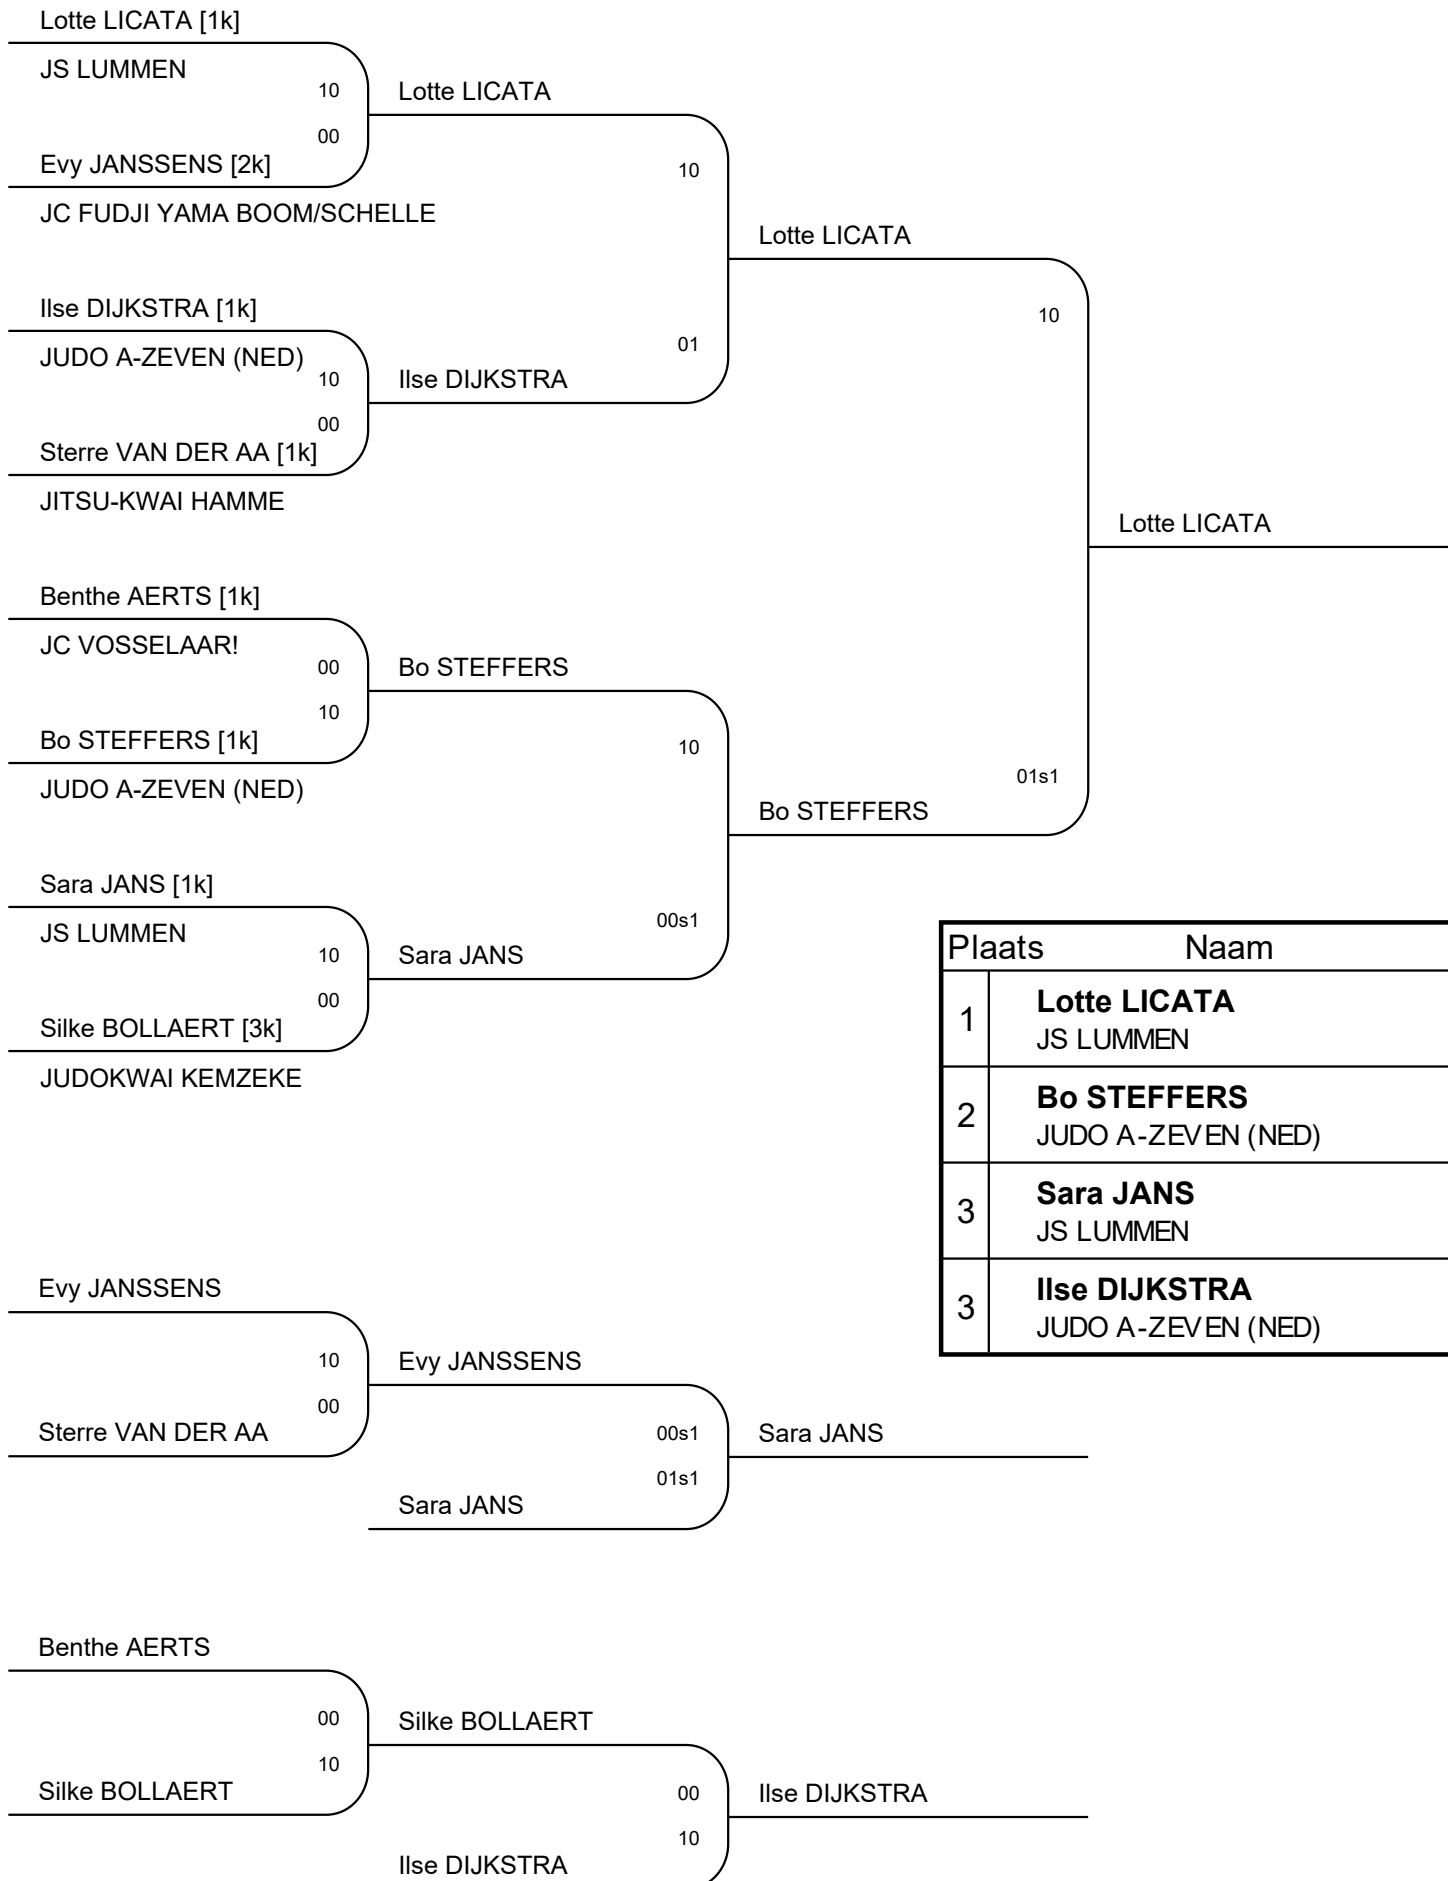 Lotte LICATA [1k]
JS LUMMEN
10
Lotte LICATA
00
Evy JANSSENS [2k]
10
JC FUDJI YAMA BOOM/SCHELLE
Lotte LICATA
Ilse DIJKSTRA [1k]
10
01
JUDO A-ZEVEN (NED)
10
Ilse DIJKSTRA
00
Sterre VAN DER AA [1k]
JITSU-KWAI HAMME
Lotte LICATA
Benthe AERTS [1k]
JC VOSSELAAR!
00
Bo STEFFERS
10
Bo STEFFERS [1k]
10
01s1
JUDO A-ZEVEN (NED)
Bo STEFFERS
Sara JANS [1k]
00s1
JS LUMMEN
10
Sara JANS
00
Silke BOLLAERT [3k]
JUDOKWAI KEMZEKE
Plaats Naam
1 Lotte LICATA
JS LUMMEN
2 Bo STEFFERS
JUDO A-ZEVEN (NED)
3 Sara JANS
JS LUMMEN
3 Ilse DIJKSTRA
JUDO A-ZEVEN (NED)
Evy JANSSENS
10
Evy JANSSENS
00
Sterre VAN DER AA
00s1
Sara JANS
01s1
Sara JANS
Benthe AERTS
00
Silke BOLLAERT
10
Silke BOLLAERT
00
Ilse DIJKSTRA
10
Ilse DIJKSTRA